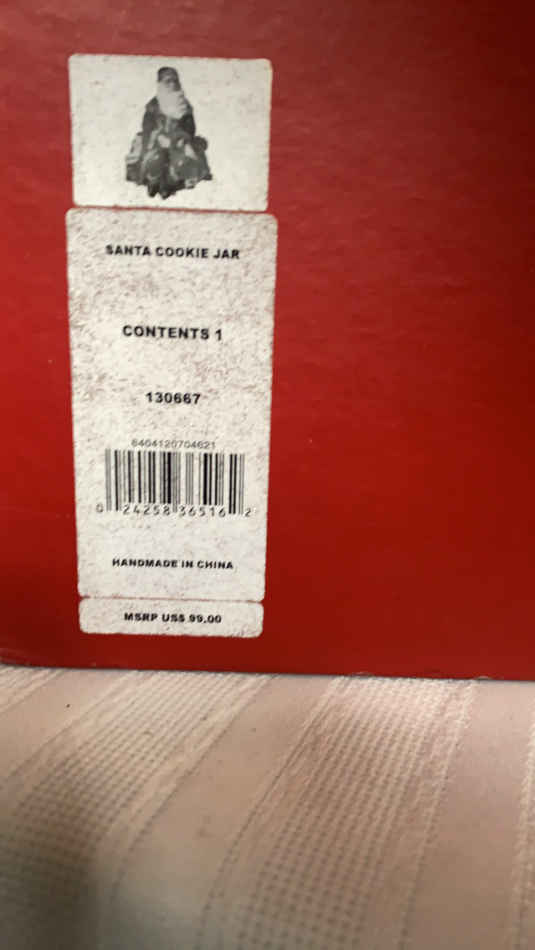 SANTA COOKIE JAR
CONTENTS 1
130667
6404120704621
0 24258 36516 2
HANDMADE IN CHINA
MSRP US$ 99.00